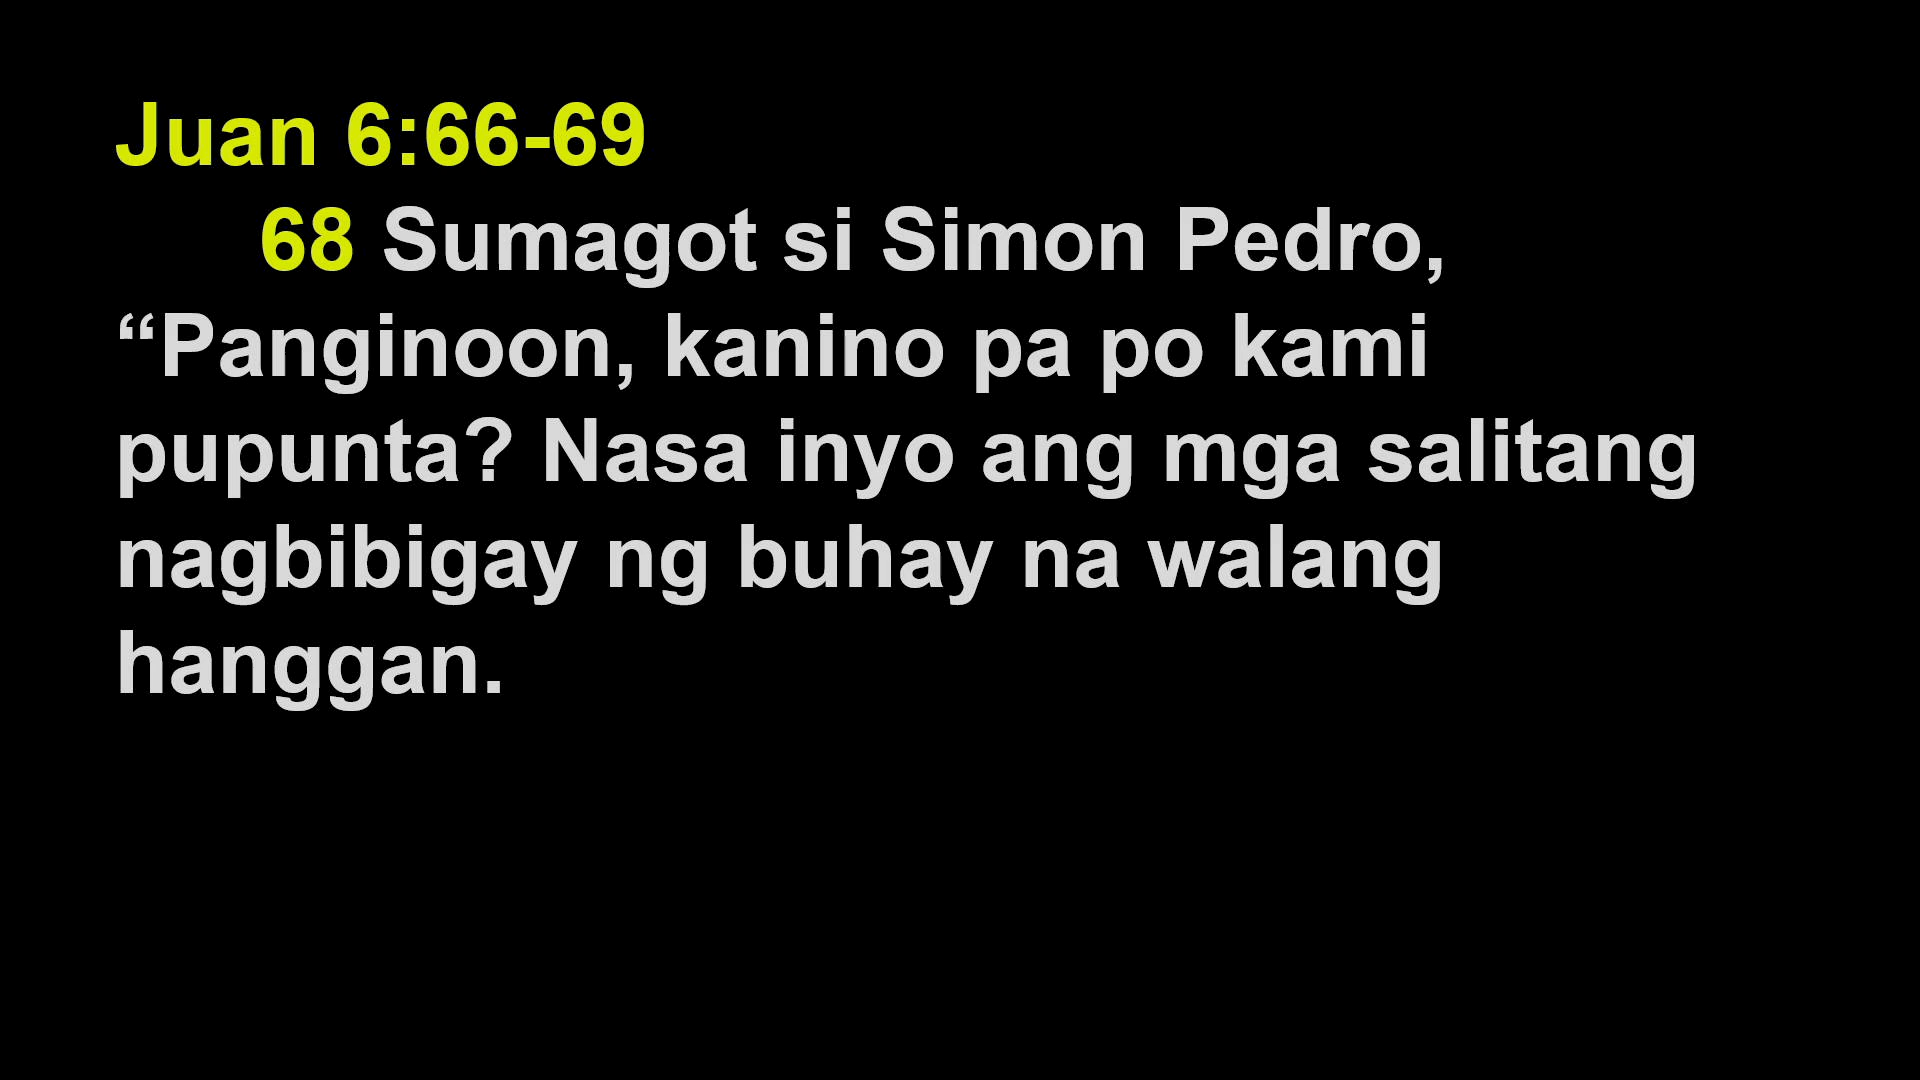 Juan 6:66-69
68 Sumagot si Simon Pedro,
“Panginoon, kanino pa po kami
pupunta? Nasa inyo ang mga salitang
nagbibigay ng buhay na walang
hanggan.